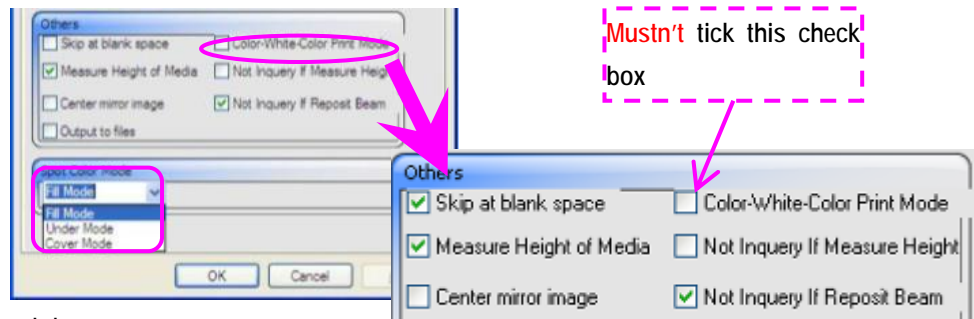 Others
Skip at blank space
Color-White-Color Print Mode
Measure Height of Media
Not Inquery If Measure Heig
Center mirror image
Not Inquery If Reposit Beam
Output to files
Spot Color Mode
Fill Mode
Fill Mode
Under Mode
Cover Mode
OK
Cancel
Mustn't tick this check
box
Others
Skip at blank space
Color-White-Color Print Mode
Measure Height of Media
Not Inquery If Measure Height
Center mirror image
Not Inquery If Reposit Beam